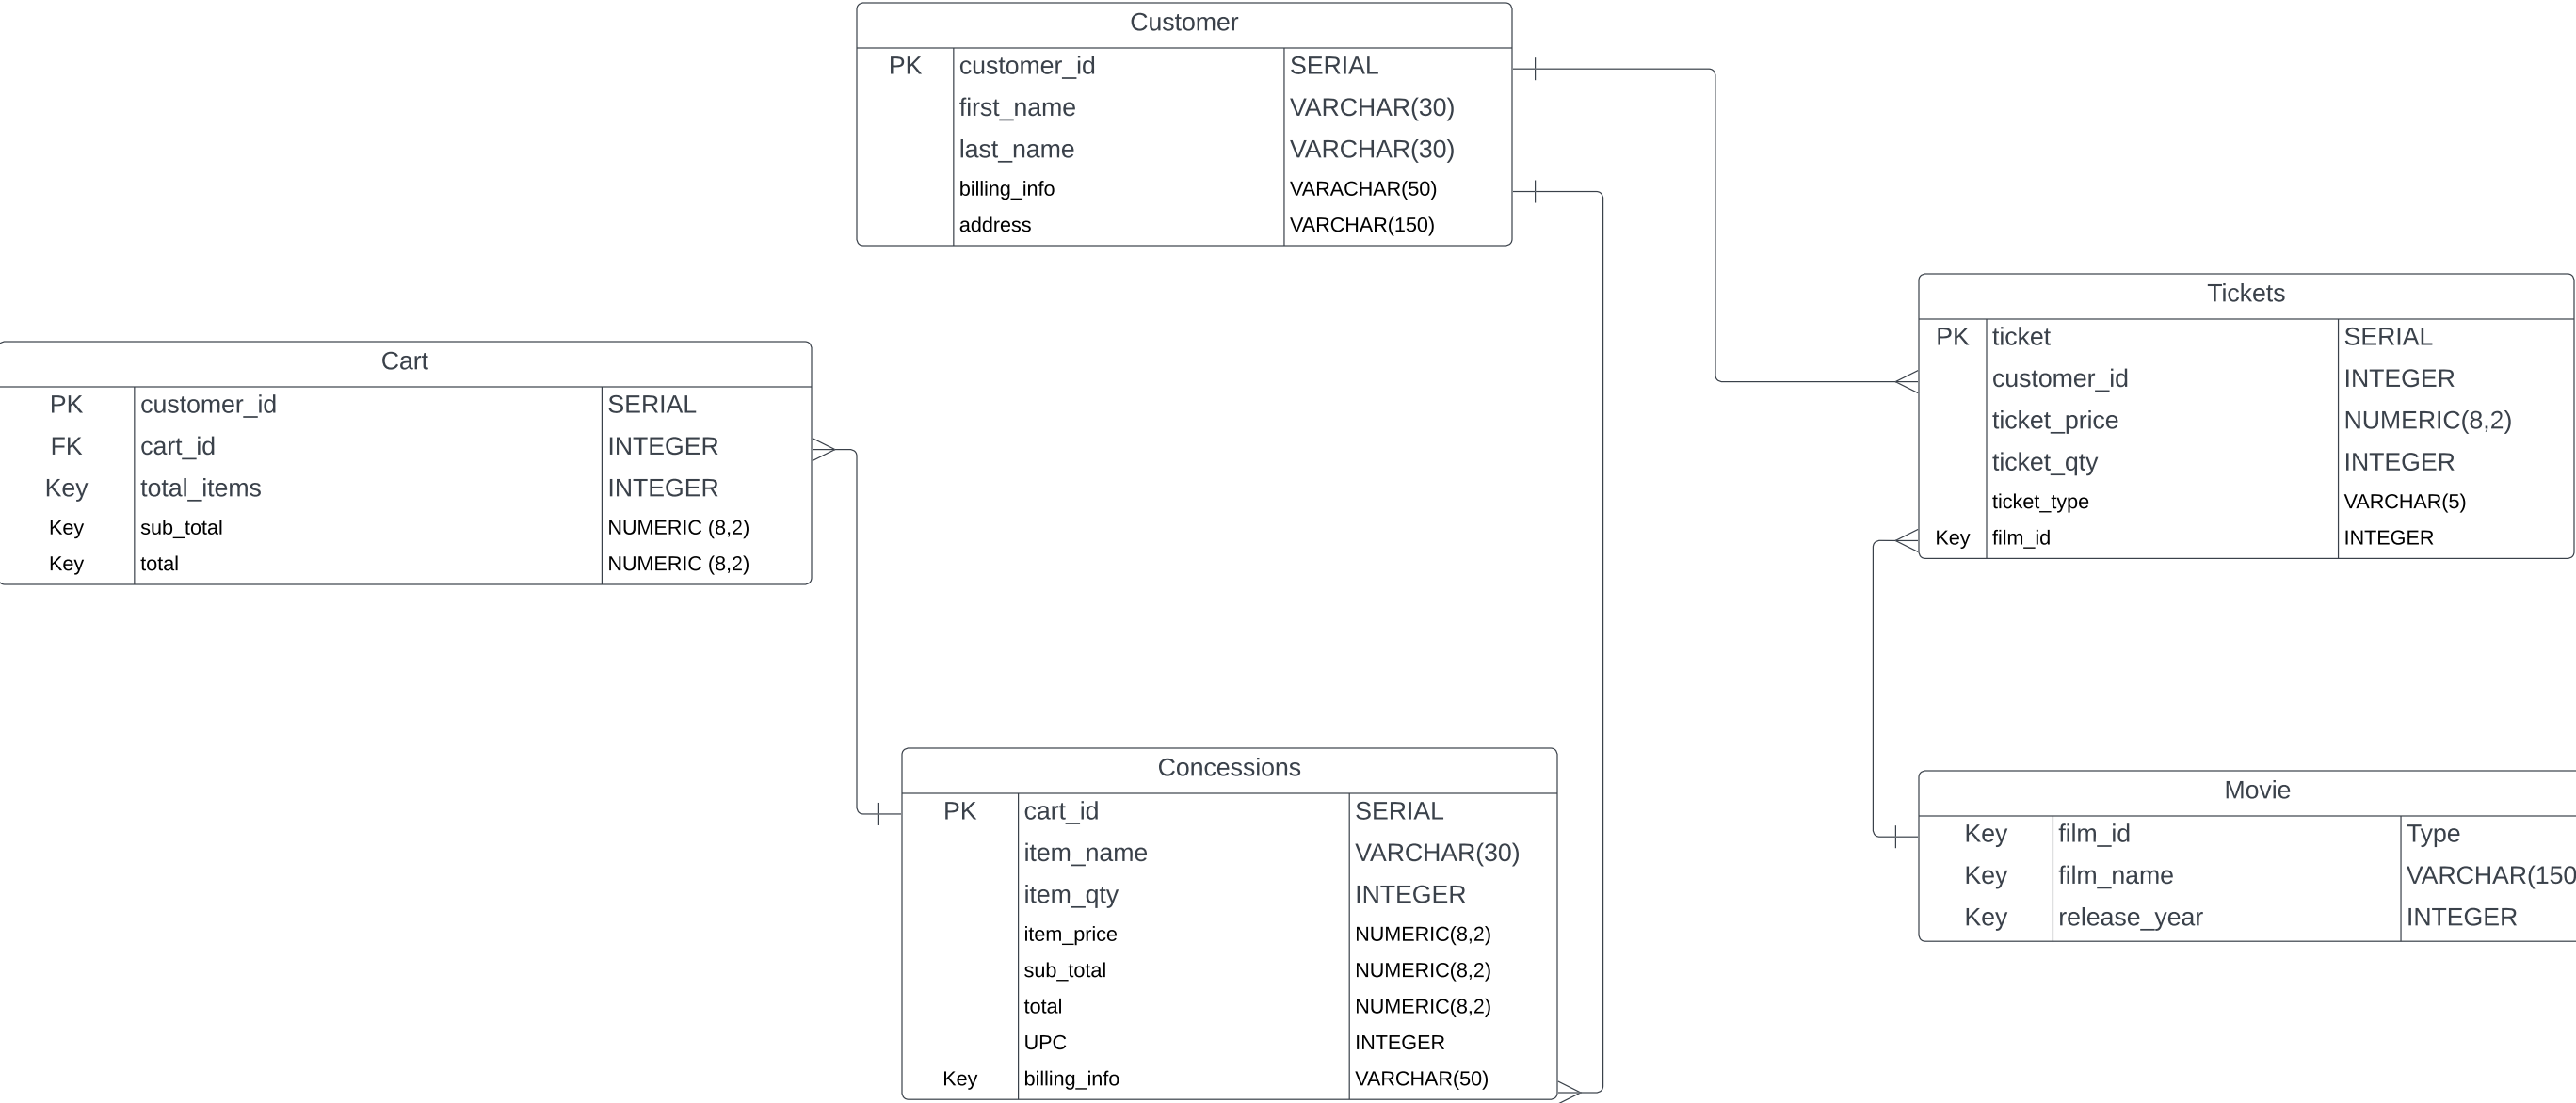 Customer
PK customer_id SERIAL
first_name VARCHAR(30)
last_name VARCHAR(30)
billing_info VARACHAR(50)
address VARCHAR(150)
Tickets
PK ticket SERIAL
customer_id INTEGER
ticket_price NUMERIC(8,2)
ticket_qty INTEGER
ticket_type VARCHAR(5)
Key film_id INTEGER
Cart
PK customer_id SERIAL
FK cart_id INTEGER
Key total_items INTEGER
Key sub_total NUMERIC (8,2)
Key total NUMERIC (8,2)
Concessions
PK cart_id SERIAL
item_name VARCHAR(30)
item_qty INTEGER
item_price NUMERIC(8,2)
sub_total NUMERIC(8,2)
total NUMERIC(8,2)
UPC INTEGER
Key billing_info VARCHAR(50)
Movie
Key film_id Type
Key film_name VARCHAR(150
Key release_year INTEGER